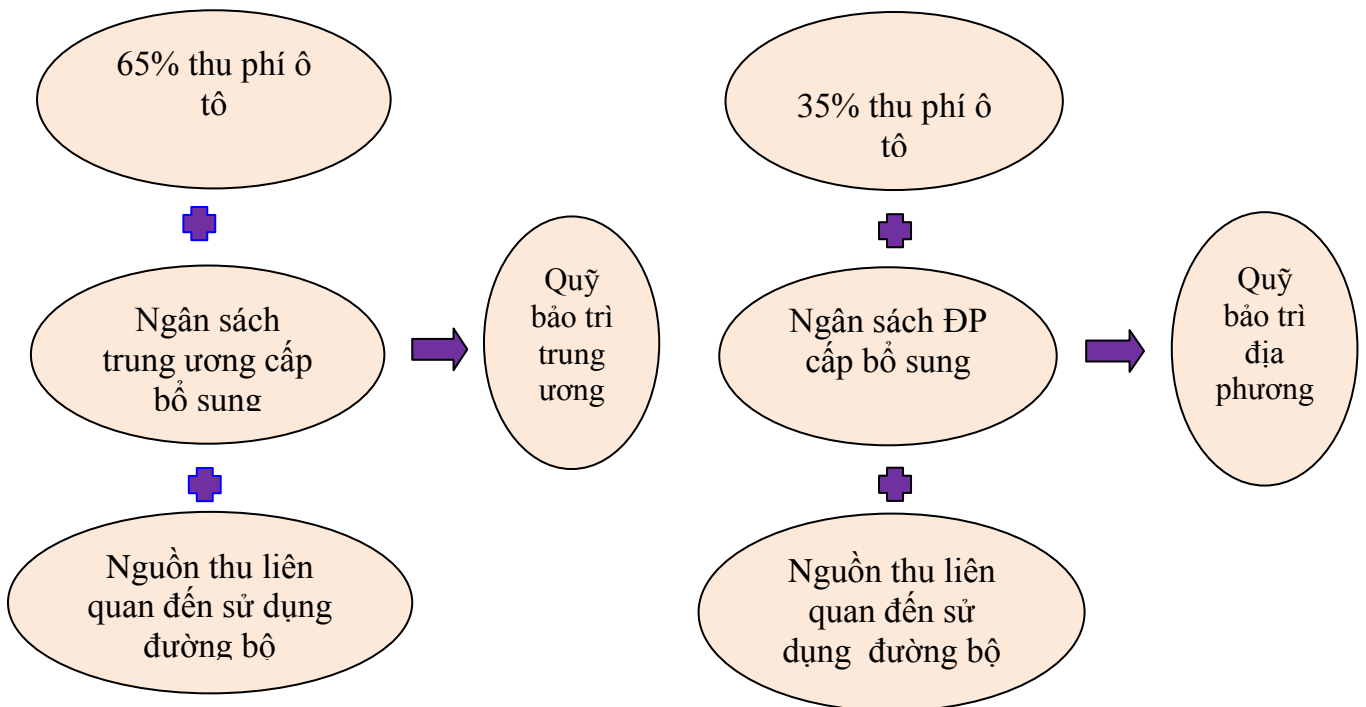 65% thu phí ô
tô
Ngân sách
trung ương cấp
bổ sung
Nguồn thu liên
quan đến sử dụng
đường bộ
Quỹ
bảo trì
trung
ương
35% thu phí ô
tô
Ngân sách ĐP
cấp bổ sung
Nguồn thu liên
quan đến sử
dụng đường bộ
Quỹ
bảo trì
địa
phương